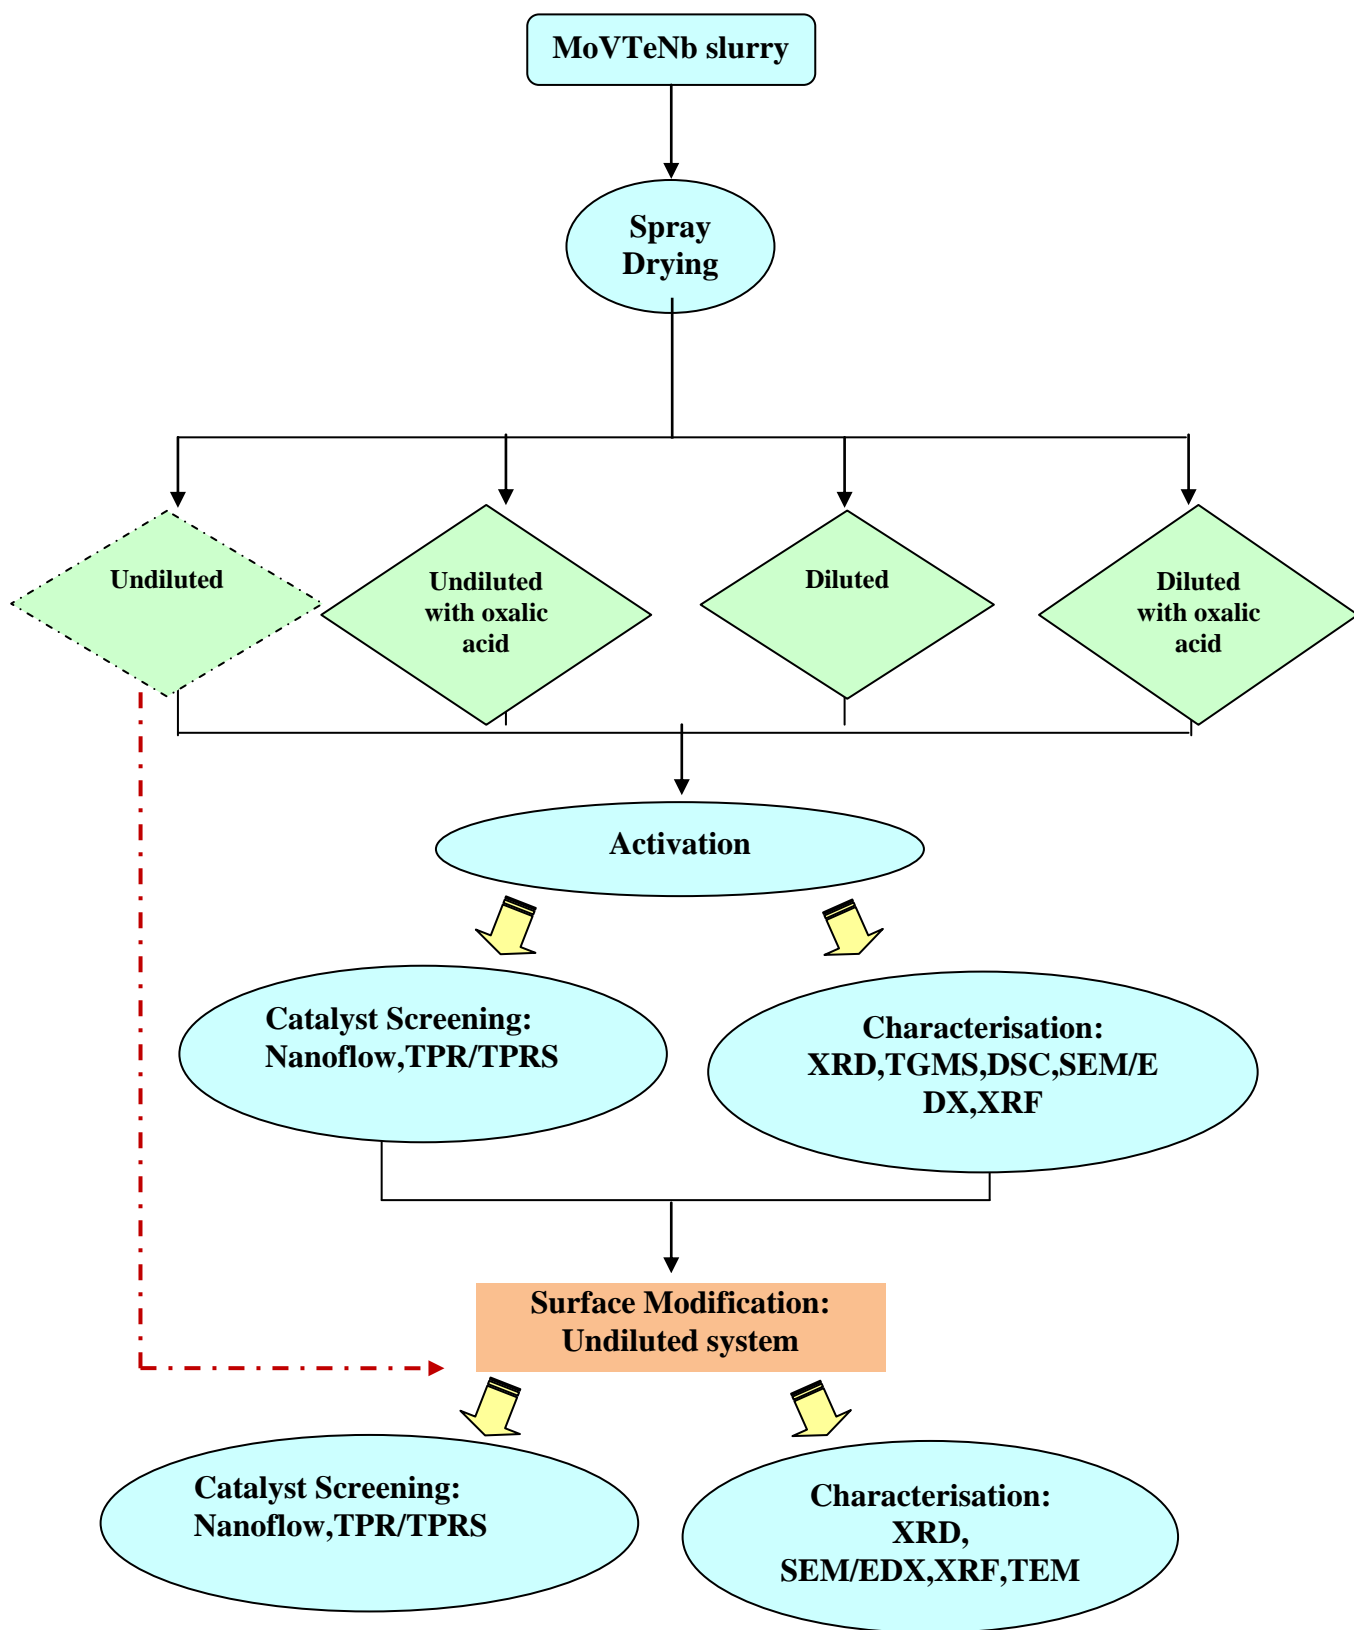 MoVTeNb slurry
Spray
Drying
Undiluted
Undiluted
with oxalic
acid
Diluted
Diluted
with oxalic
acid
Activation
Catalyst Screening:
Nanoflow,TPR/TPRS
Characterisation:
XRD,TGMS,DSC,SEM/E
DX,XRF
Surface Modification:
Undiluted system
Catalyst Screening:
Nanoflow,TPR/TPRS
Characterisation:
XRD,
SEM/EDX,XRF,TEM